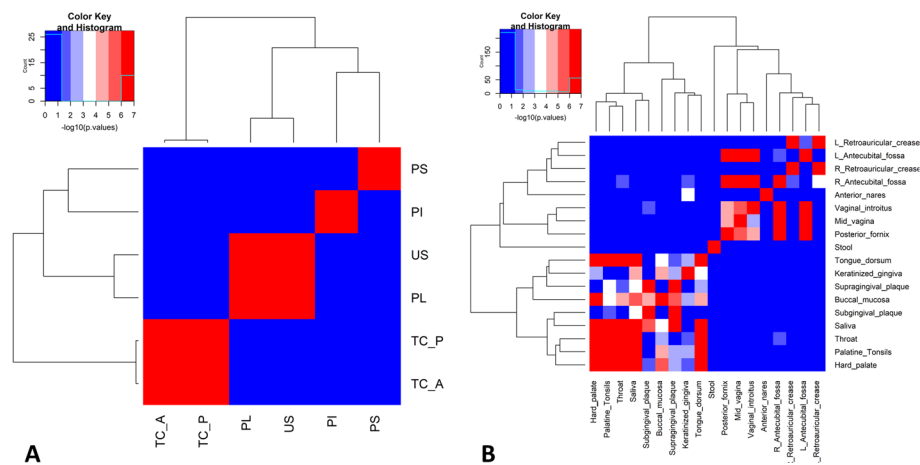 Color Key
and Histogram
Count
0 5 10 15 20 25
0 1 2 3 4 5 6 7
-log10(p.values)
PS
PI
US
PL
TC_P
TC_A
TC_A
TC_P
PL
US
PI
PS
A
Color Key
and Histogram
Count
0 50 100 150
0 1 2 3 4 5 6 7
-log10(p.values)
L_Retroauricular_crease
L_Antecubital_fossa
R_Retroauricular_crease
R_Antecubital_fossa
Anterior_nares
Vaginal_introitus
Mid_vagina
Posterior_fornix
Stool
Tongue_dorsum
Keratinized_gingiva
Supragingival_plaque
Buccal_mucosa
Subgingival_plaque
Saliva
Throat
Palatine_Tonsils
Hard_palate
Hard_palate
Palatine_Tonsils
Throat
Saliva
Subgingival_plaque
Buccal_mucosa
Supragingival_plaque
Keratinized_gingiva
Tongue_dorsum
Stool
Posterior_fornix
Mid_vagina
Vaginal_introitus
Anterior_nares
R_Antecubital_fossa
_Retroauricular_crease
L_Antecubital_fossa
_Retroauricular_crease
B